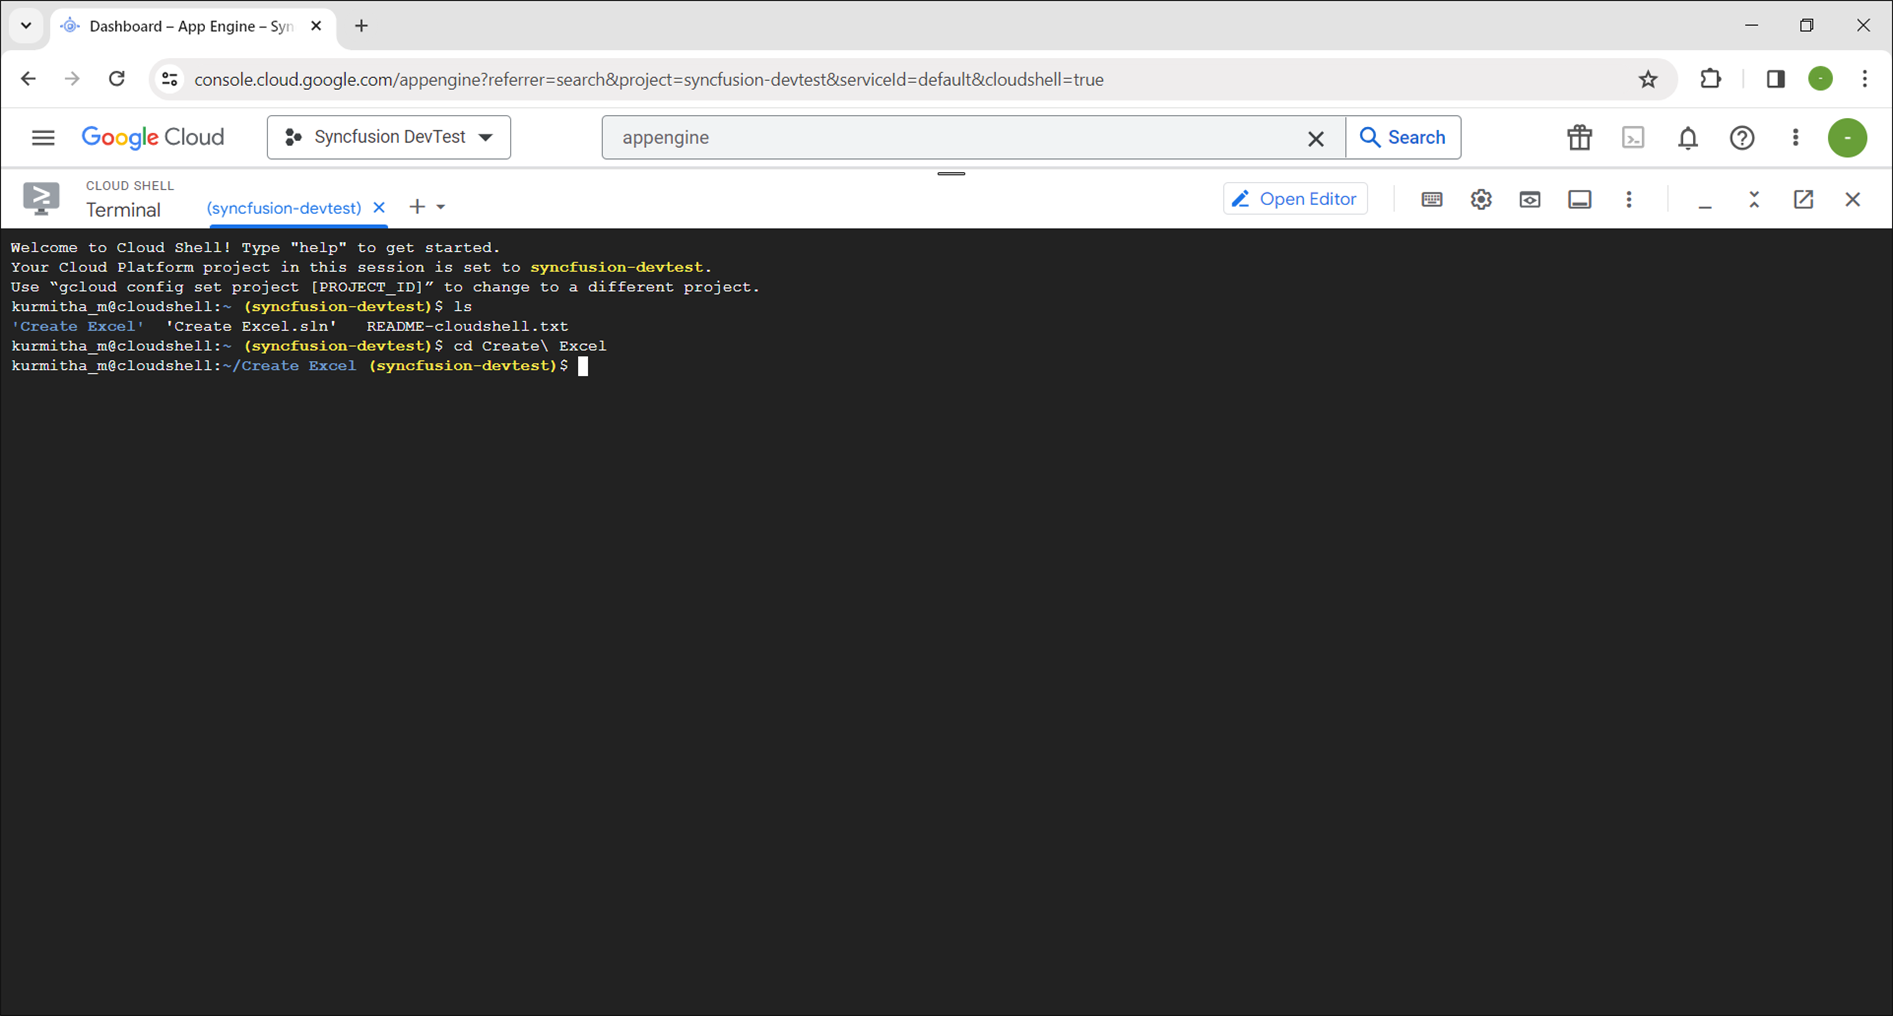 Dashboard – App Engine – Syn
console.cloud.google.com/appengine?referrer=search&project=syncfusion-devtest&serviceId=default&cloudshell=true
Google Cloud
Syncfusion DevTest
appengine
Search
CLOUD SHELL
Terminal
(syncfusion-devtest)
Open Editor
Welcome to Cloud Shell! Type "help" to get started.
Your Cloud Platform project in this session is set to syncfusion-devtest.
Use “gcloud config set project [PROJECT_ID]” to change to a different project.
kurmitha_m@cloudshell:~ (syncfusion-devtest)$ ls
'Create Excel'  'Create Excel.sln'   README-cloudshell.txt
kurmitha_m@cloudshell:~ (syncfusion-devtest)$ cd Create\ Excel
kurmitha_m@cloudshell:~/Create Excel (syncfusion-devtest)$